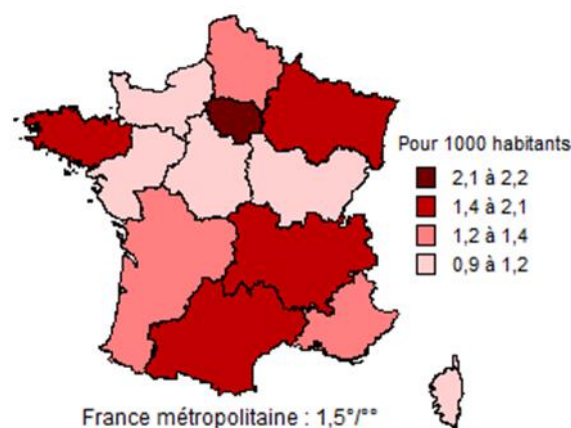 Pour 1000 habitants
2,1 à 2,2
1,4 à 2,1
1,2 à 1,4
0,9 à 1,2
France métropolitaine : 1,5°/°°